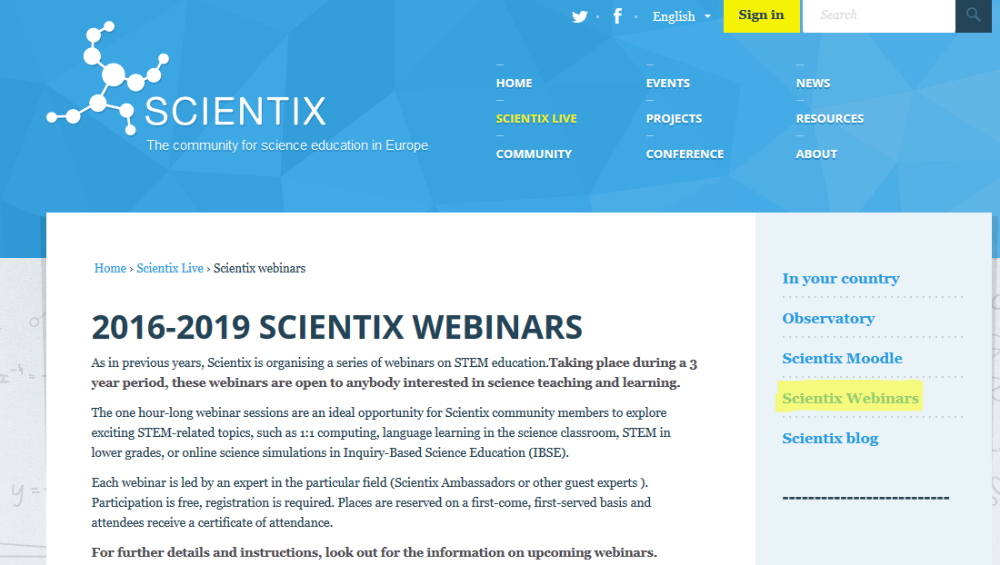 English
Sign in
Search
SCIENTIX
The community for science education in Europe
HOME
EVENTS
NEWS
SCIENTIX LIVE
PROJECTS
RESOURCES
COMMUNITY
CONFERENCE
ABOUT
Home › Scientix Live › Scientix webinars
2016-2019 SCIENTIX WEBINARS
As in previous years, Scientix is organising a series of webinars on STEM education.Taking place during a 3
year period, these webinars are open to anybody interested in science teaching and learning.
The one hour-long webinar sessions are an ideal opportunity for Scientix community members to explore
exciting STEM-related topics, such as 1:1 computing, language learning in the science classroom, STEM in
lower grades, or online science simulations in Inquiry-Based Science Education (IBSE).
Each webinar is led by an expert in the particular field (Scientix Ambassadors or other guest experts ).
Participation is free, registration is required. Places are reserved on a first-come, first-served basis and
attendees receive a certificate of attendance.
For further details and instructions, look out for the information on upcoming webinars.
In your country
Observatory
Scientix Moodle
Scientix Webinars
Scientix blog
--------------------------